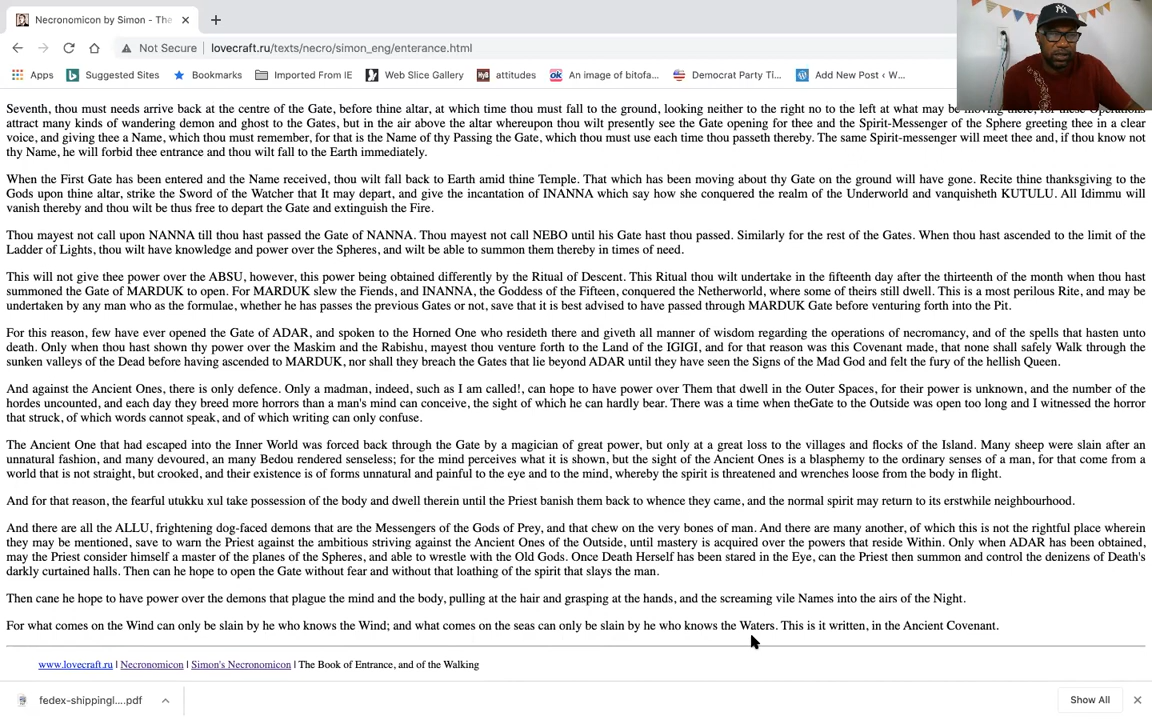 Necronomicon by Simon - The
Not Secure
lovecraft.ru/texts/necro/simon_eng/enterance.html
Apps
Suggested Sites
Bookmarks
Imported From IE
Web Slice Gallery
attitudes
An image of bitofa...
Democrat Party Ti...
Add New Post ‹ W...
Seventh, thou must needs arrive back at the centre of the Gate, before thine altar, at which time thou must fall to the ground, looking neither to the right no to the left at what may be moving there, for these Operations
attract many kinds of wandering demon and ghost to the Gates, but in the air above the altar whereupon thou wilt presently see the Gate opening for thee and the Spirit-Messenger of the Sphere greeting thee in a clear
voice, and giving thee a Name, which thou must remember, for that is the Name of thy Passing the Gate, which thou must use each time thou passeth thereby. The same Spirit-messenger will meet thee and, if thou know not
thy Name, he will forbid thee entrance and thou wilt fall to the Earth immediately.
When the First Gate has been entered and the Name received, thou wilt fall back to Earth amid thine Temple. That which has been moving about thy Gate on the ground will have gone. Recite thine thanksgiving to the
Gods upon thine altar, strike the Sword of the Watcher that It may depart, and give the incantation of INANNA which say how she conquered the realm of the Underworld and vanquisheth KUTULU. All Idimmu will
vanish thereby and thou wilt be thus free to depart the Gate and extinguish the Fire.
Thou mayest not call upon NANNA till thou hast passed the Gate of NANNA. Thou mayest not call NEBO until his Gate hast thou passed. Similarly for the rest of the Gates. When thou hast ascended to the limit of the
Ladder of Lights, thou wilt have knowledge and power over the Spheres, and wilt be able to summon them thereby in times of need.
This will not give thee power over the ABSU, however, this power being obtained differently by the Ritual of Descent. This Ritual thou wilt undertake in the fifteenth day after the thirteenth of the month when thou hast
summoned the Gate of MARDUK to open. For MARDUK slew the Fiends, and INANNA, the Goddess of the Fifteen, conquered the Netherworld, where some of theirs still dwell. This is a most perilous Rite, and may be
undertaken by any man who as the formulae, whether he has passes the previous Gates or not, save that it is best advised to have passed through MARDUK Gate before venturing forth into the Pit.
For this reason, few have ever opened the Gate of ADAR, and spoken to the Horned One who resideth there and giveth all manner of wisdom regarding the operations of necromancy, and of the spells that hasten unto
death. Only when thou hast shown thy power over the Maskim and the Rabishu, mayest thou venture forth to the Land of the IGIGI, and for that reason was this Covenant made, that none shall safely Walk through the
sunken valleys of the Dead before having ascended to MARDUK, nor shall they breach the Gates that lie beyond ADAR until they have seen the Signs of the Mad God and felt the fury of the hellish Queen.
And against the Ancient Ones, there is only defence. Only a madman, indeed, such as I am called!, can hope to have power over Them that dwell in the Outer Spaces, for their power is unknown, and the number of the
hordes uncounted, and each day they breed more horrors than a man's mind can conceive, the sight of which he can hardly bear. There was a time when theGate to the Outside was open too long and I witnessed the horror
that struck, of which words cannot speak, and of which writing can only confuse.
The Ancient One that had escaped into the Inner World was forced back through the Gate by a magician of great power, but only at a great loss to the villages and flocks of the Island. Many sheep were slain after an
unnatural fashion, and many devoured, an many Bedou rendered senseless; for the mind perceives what it is shown, but the sight of the Ancient Ones is a blasphemy to the ordinary senses of a man, for that come from a
world that is not straight, but crooked, and their existence is of forms unnatural and painful to the eye and to the mind, whereby the spirit is threatened and wrenches loose from the body in flight.
And for that reason, the fearful utukku xul take possession of the body and dwell therein until the Priest banish them back to whence they came, and the normal spirit may return to its erstwhile neighbourhood.
And there are all the ALLU, frightening dog-faced demons that are the Messengers of the Gods of Prey, and that chew on the very bones of man. And there are many another, of which this is not the rightful place wherein
they may be mentioned, save to warn the Priest against the ambitious striving against the Ancient Ones of the Outside, until mastery is acquired over the powers that reside Within. Only when ADAR has been obtained,
may the Priest consider himself a master of the planes of the Spheres, and able to wrestle with the Old Gods. Once Death Herself has been stared in the Eye, can the Priest then summon and control the denizens of Death's
darkly curtained halls. Then can he hope to open the Gate without fear and without that loathing of the spirit that slays the man.
Then cane he hope to have power over the demons that plague the mind and the body, pulling at the hair and grasping at the hands, and the screaming vile Names into the airs of the Night.
For what comes on the Wind can only be slain by he who knows the Wind; and what comes on the seas can only be slain by he who knows the Waters. This is it written, in the Ancient Covenant.
www.lovecraft.ru | Necronomicon | Simon's Necronomicon | The Book of Entrance, and of the Walking
fedex-shippingl....pdf
Show All